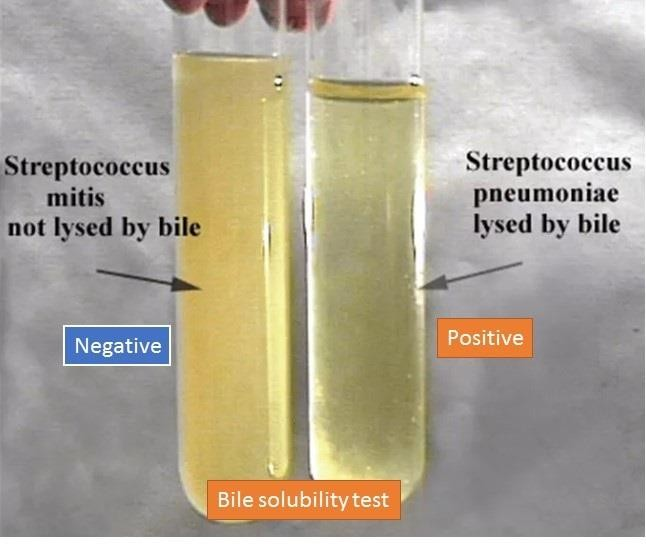 Streptococcus
mitis
not lysed by bile
Negative
Streptococcus
pneumoniae
lysed by bile
Positive
Bile solubility test